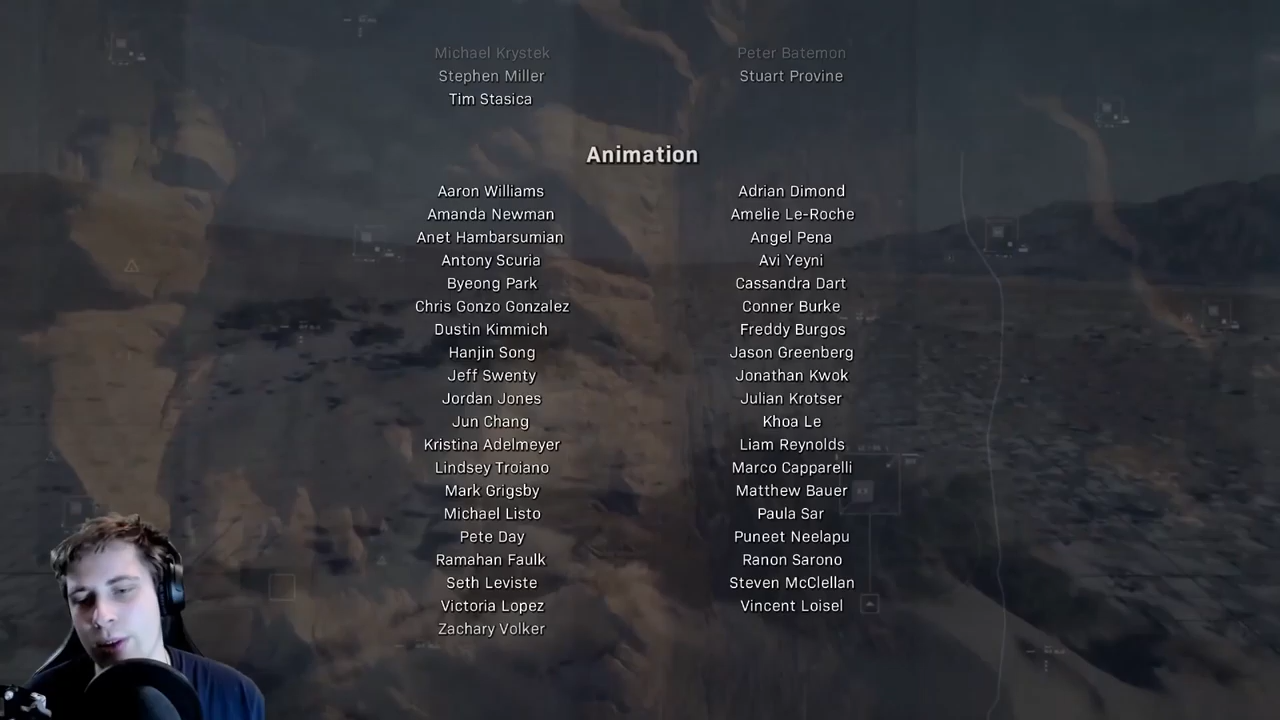 Michael Krystek Peter Batemon
Stephen Miller Stuart Provine
Tim Stasica
Animation
Aaron Williams Adrian Dimond
Amanda Newman Amelie Le-Roche
Anet Hambarsumian Angel Pena
Antony Scuria Avi Yeyni
Byeong Park Cassandra Dart
Chris Gonzo Gonzalez Conner Burke
Dustin Kimmich Freddy Burgos
Hanjin Song Jason Greenberg
Jeff Swenty Jonathan Kwok
Jordan Jones Julian Krotser
Jun Chang Khoa Le
Kristina Adelmeyer Liam Reynolds
Lindsey Troiano Marco Capparelli
Mark Grigsby Matthew Bauer
Michael Listo Paula Sar
Pete Day Puneet Neelapu
Ramahan Faulk Ranon Sarono
Seth Leviste Steven McClellan
Victoria Lopez Vincent Loisel
Zachary Volker